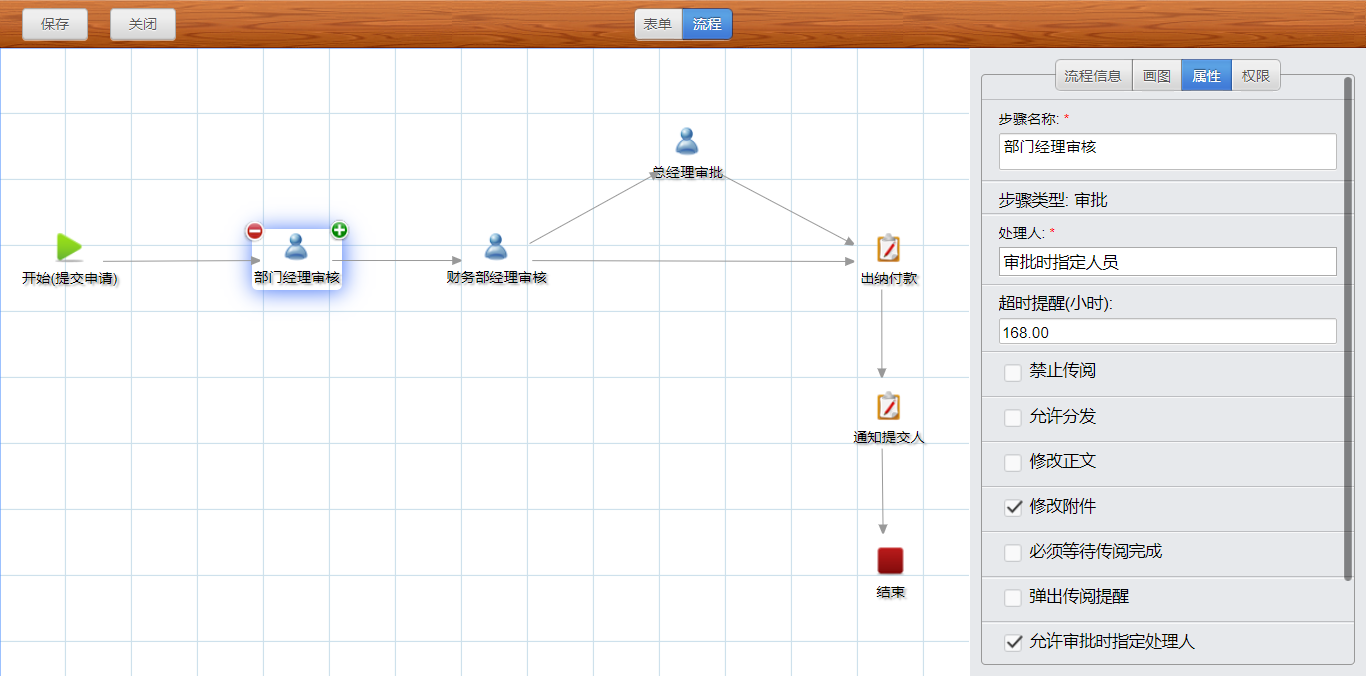 保存
关闭
表单
流程
流程信息
画图
属性
权限
总经理审批
开始(提交申请)
部门经理审核
财务部经理审核
出纳付款
通知提交人
结束
步骤名称: *
部门经理审核
步骤类型: 审批
处理人: *
审批时指定人员
超时提醒(小时):
168.00
禁止传阅
允许分发
修改正文
修改附件
必须等待传阅完成
弹出传阅提醒
允许审批时指定处理人